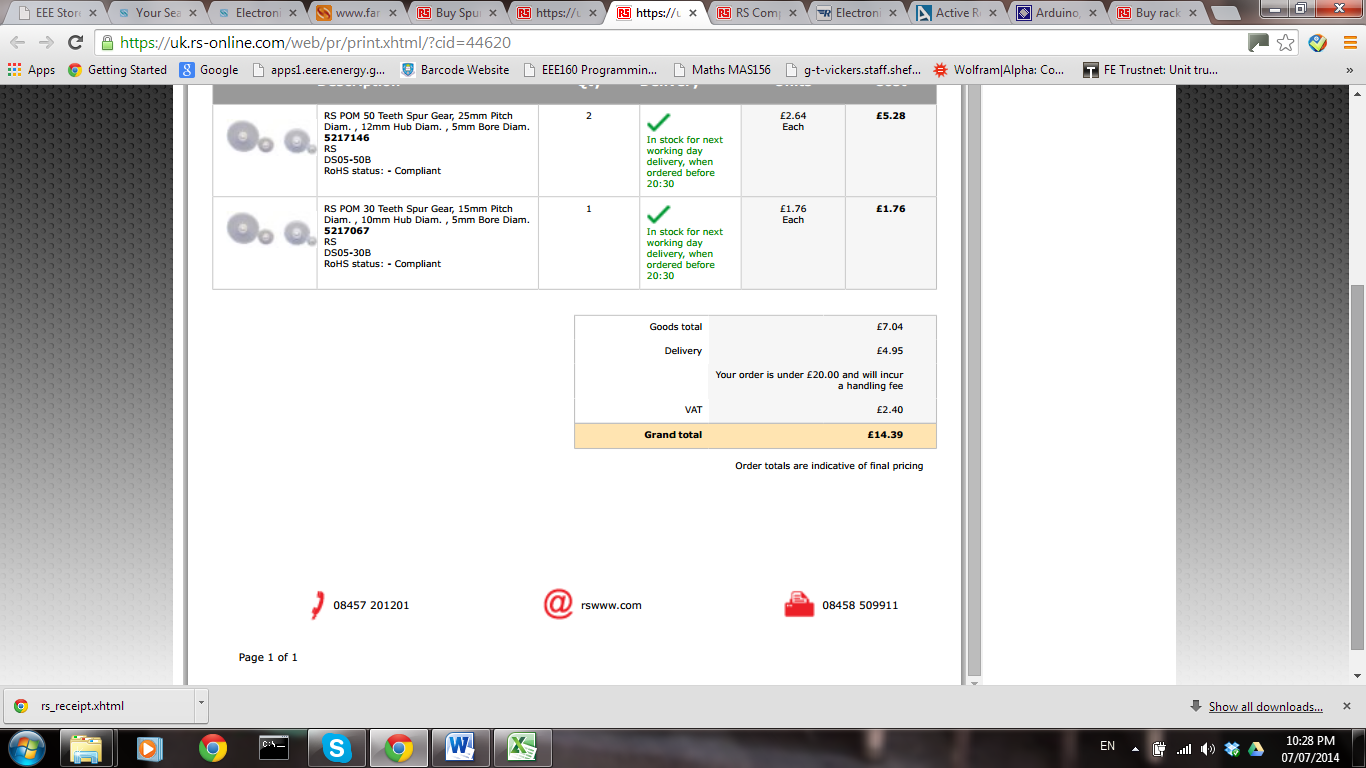 EEE Store
Your Sea
Electroni
www.far
Buy Spu
https://u
https://u
RS Comp
Electroni
Active R
Arduino,
Buy rack
https://uk.rs-online.com/web/pr/print.xhtml/?cid=44620
Apps
Getting Started
Google
apps1.eere.energy.g...
Barcode Website
EEE160 Programmin...
Maths MAS156
g-t-vickers.staff.shef...
Wolfram|Alpha: Co...
FE Trustnet: Unit tru...
»
RS POM 50 Teeth Spur Gear, 25mm Pitch
Diam. , 12mm Hub Diam. , 5mm Bore Diam.
5217146
RS
DS05-50B
RoHS status: - Compliant
2
In stock for next
working day
delivery, when
ordered before
20:30
£2.64
Each
£5.28
RS POM 30 Teeth Spur Gear, 15mm Pitch
Diam. , 10mm Hub Diam. , 5mm Bore Diam.
5217067
RS
DS05-30B
RoHS status: - Compliant
1
In stock for next
working day
delivery, when
ordered before
20:30
£1.76
Each
£1.76
Goods total £7.04
Delivery £4.95
Your order is under £20.00 and will incur
a handling fee
VAT £2.40
Grand total £14.39
Order totals are indicative of final pricing
08457 201201
@ rswww.com
08458 509911
Page 1 of 1
rs_receipt.xhtml
Show all downloads...
EN
10:28 PM
07/07/2014